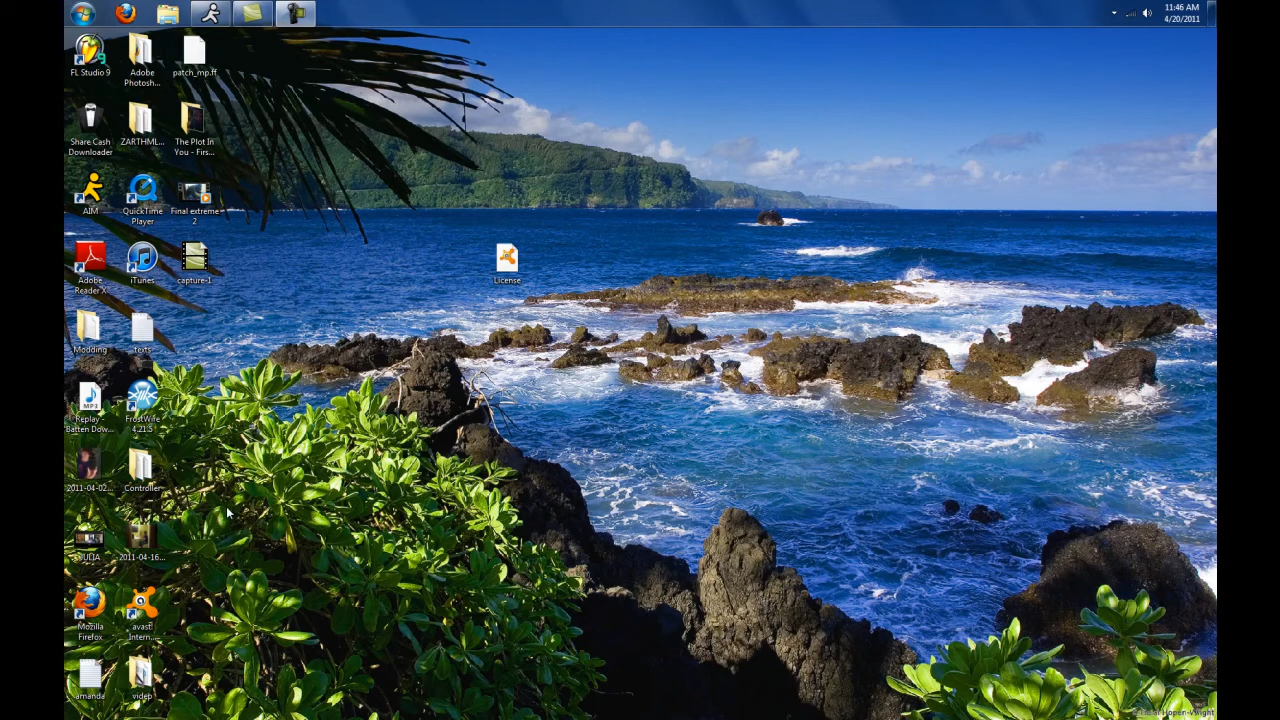 11:46 AM
4/20/2011
FL Studio 9
Adobe
Photosh...
patch_mp.ff
Share Cash
Downloader
ZARTHML...
The Plot In
You - Firs...
AIM
QuickTime
Player
Final extreme
2
Adobe
Reader X
iTunes
capture-1
License
Modding
texts
MP3
Replay -
Batten Dow...
FrostWire
4.21.5
2011-04-02...
Controller
JULIA
2011-04-16...
Mozilla
Firefox
avast!
Intern...
amanda